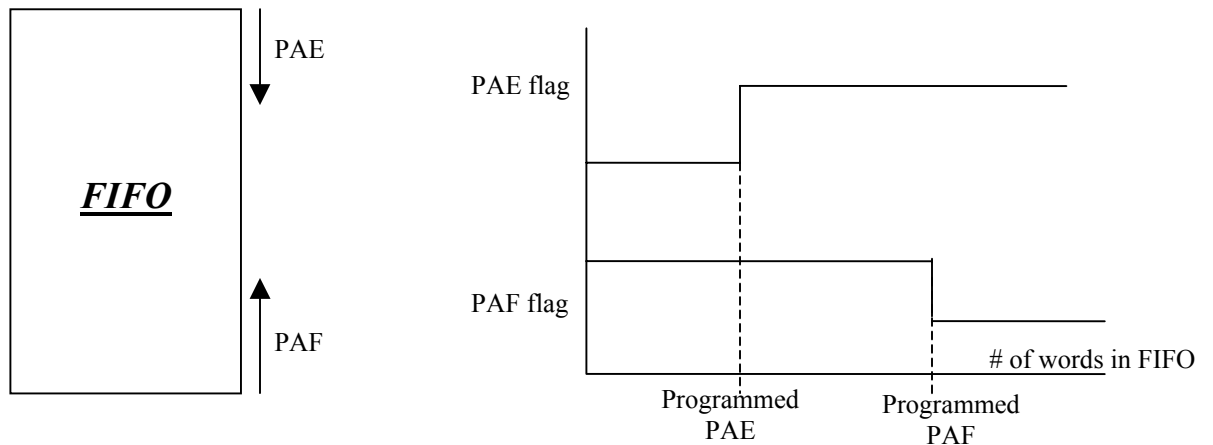 PAE
FIFO
PAF
PAE flag
PAF flag
# of words in FIFO
Programmed
PAE
Programmed
PAF